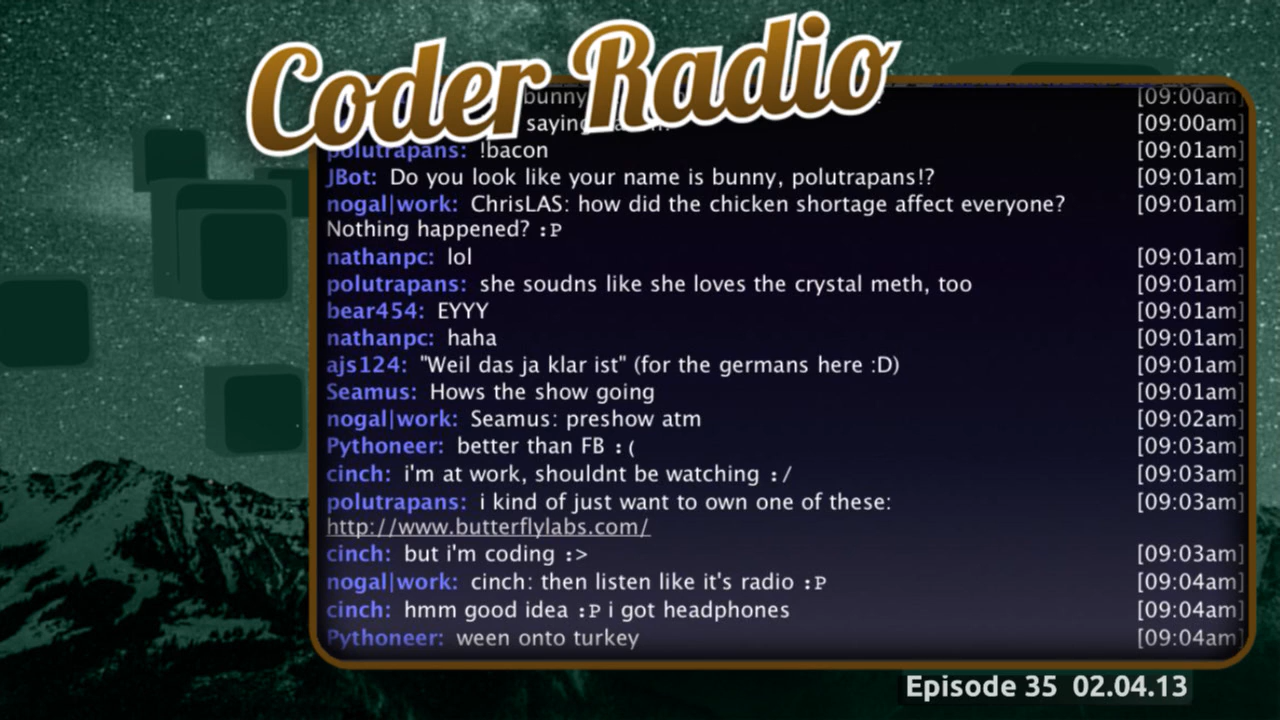 Coder Radio
bunny [09:00am]
saying [09:00am]
polutrapans: !bacon [09:01am]
JBot: Do you look like your name is bunny, polutrapans!? [09:01am]
nogal|work: ChrisLAS: how did the chicken shortage affect everyone? [09:01am]
Nothing happened? :P
nathanpc: lol [09:01am]
polutrapans: she soudns like she loves the crystal meth, too [09:01am]
bear454: EYYY [09:01am]
nathanpc: haha [09:01am]
ajs124: "Weil das ja klar ist" (for the germans here :D) [09:01am]
Seamus: Hows the show going [09:01am]
nogal|work: Seamus: preshow atm [09:02am]
Pythoneer: better than FB :( [09:03am]
cinch: i'm at work, shouldnt be watching :/ [09:03am]
polutrapans: i kind of just want to own one of these: [09:03am]
http://www.butterflylabs.com/
cinch: but i'm coding :> [09:03am]
nogal|work: cinch: then listen like it's radio :P [09:04am]
cinch: hmm good idea :P i got headphones [09:04am]
Pythoneer: ween onto turkey [09:04am]
Episode 35 02.04.13